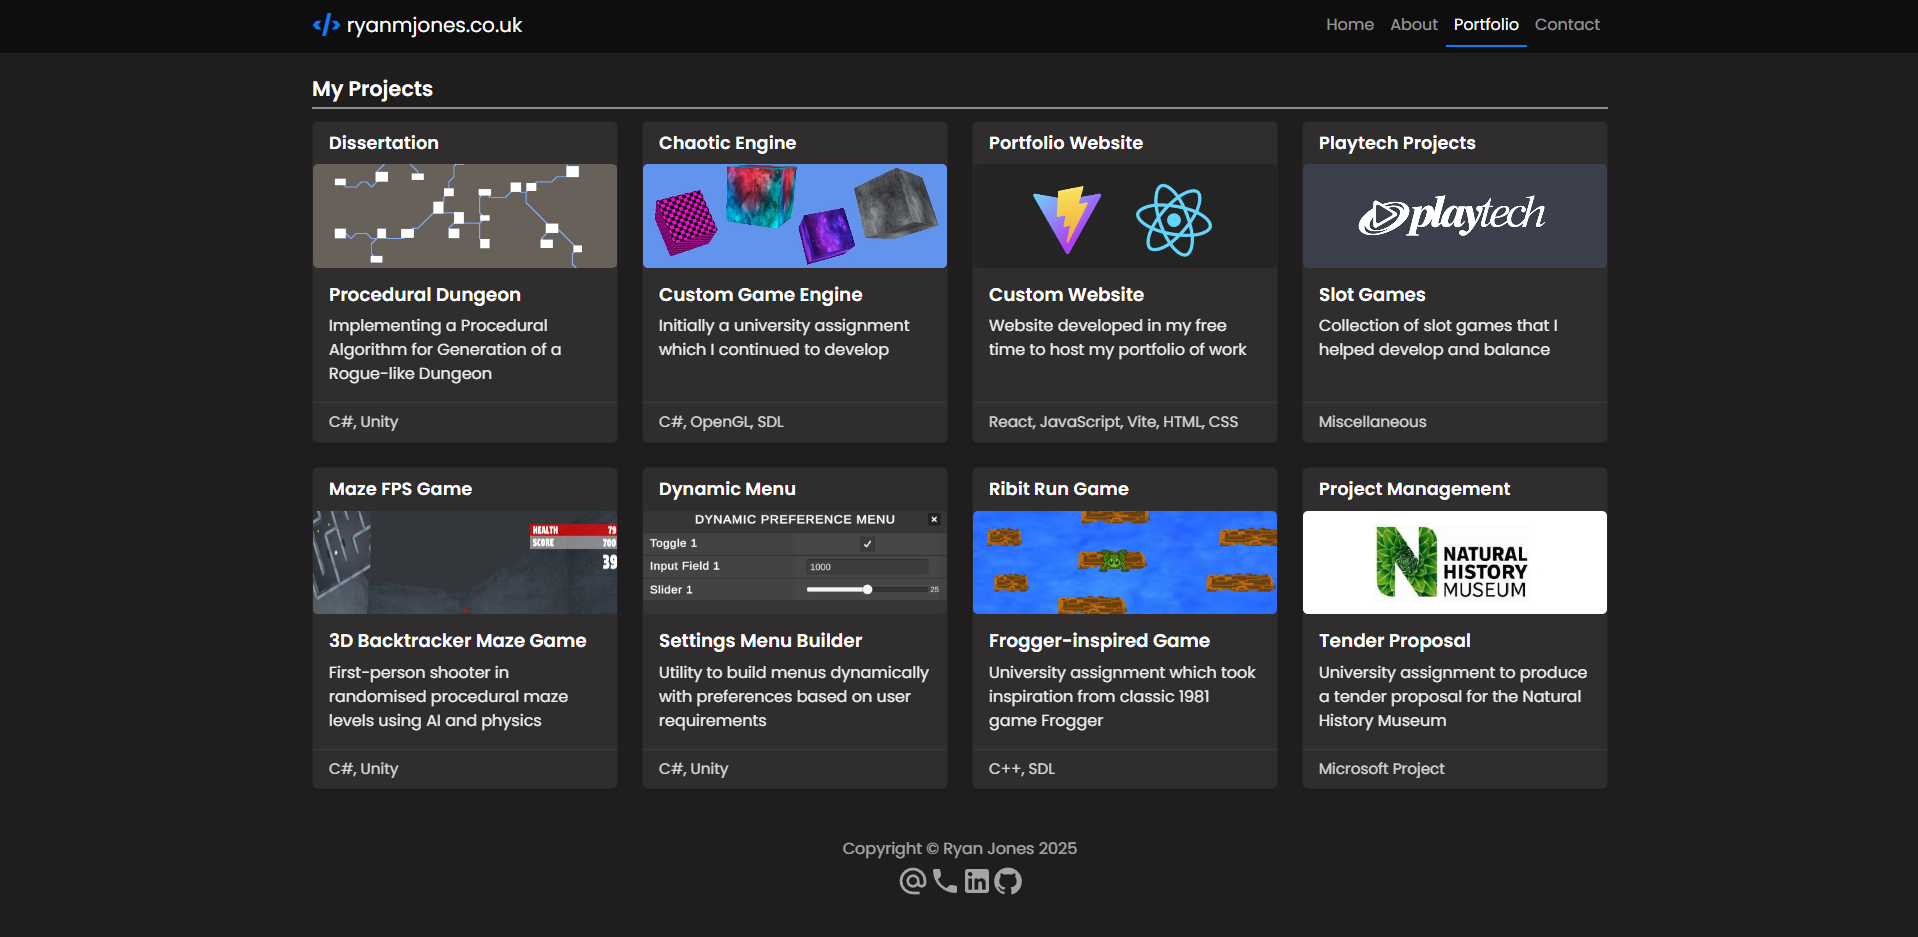 </> ryanmjones.co.uk
Home About Portfolio Contact
My Projects
Dissertation
Procedural Dungeon
Implementing a Procedural
Algorithm for Generation of a
Rogue-like Dungeon
C#, Unity
Chaotic Engine
Custom Game Engine
Initially a university assignment
which I continued to develop
C#, OpenGL, SDL
Portfolio Website
Custom Website
Website developed in my free
time to host my portfolio of work
React, JavaScript, Vite, HTML, CSS
Playtech Projects
playtech
Slot Games
Collection of slot games that I
helped develop and balance
Miscellaneous
Maze FPS Game
HEALTH 79
SCORE 700
39
3D Backtracker Maze Game
First-person shooter in
randomised procedural maze
levels using AI and physics
C#, Unity
Dynamic Menu
DYNAMIC PREFERENCE MENU
Toggle 1
Input Field 1 1000
Slider 1 25
Settings Menu Builder
Utility to build menus dynamically
with preferences based on user
requirements
C#, Unity
Ribit Run Game
Frogger-inspired Game
University assignment which took
inspiration from classic 1981
game Frogger
C++, SDL
Project Management
N NATURAL
HISTORY
MUSEUM
Tender Proposal
University assignment to produce
a tender proposal for the Natural
History Museum
Microsoft Project
Copyright © Ryan Jones 2025
in